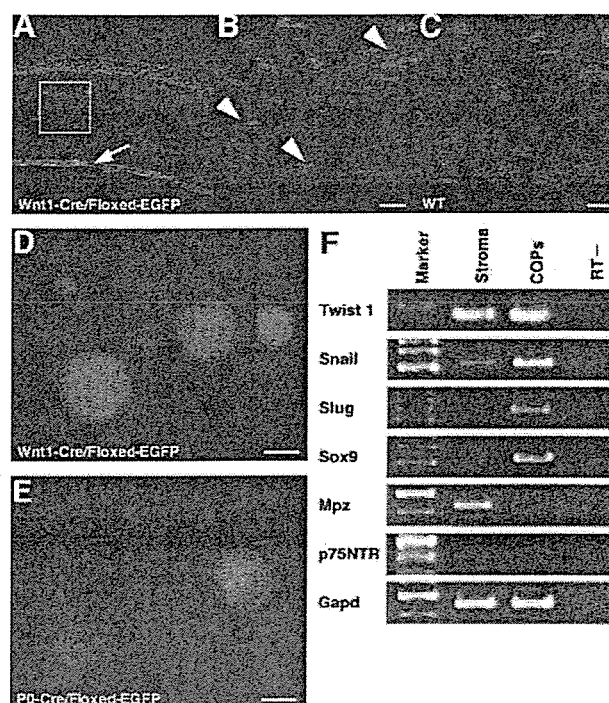 A B C
Wnt1-Cre/Floxed-EGFP WT
D
Wnt1-Cre/Floxed-EGFP
E
P0-Cre/Floxed-EGFP
F
Marker Stroma COPs RT –
Twist 1
Snail
Slug
Sox9
Mpz
p75NTR
Gapd